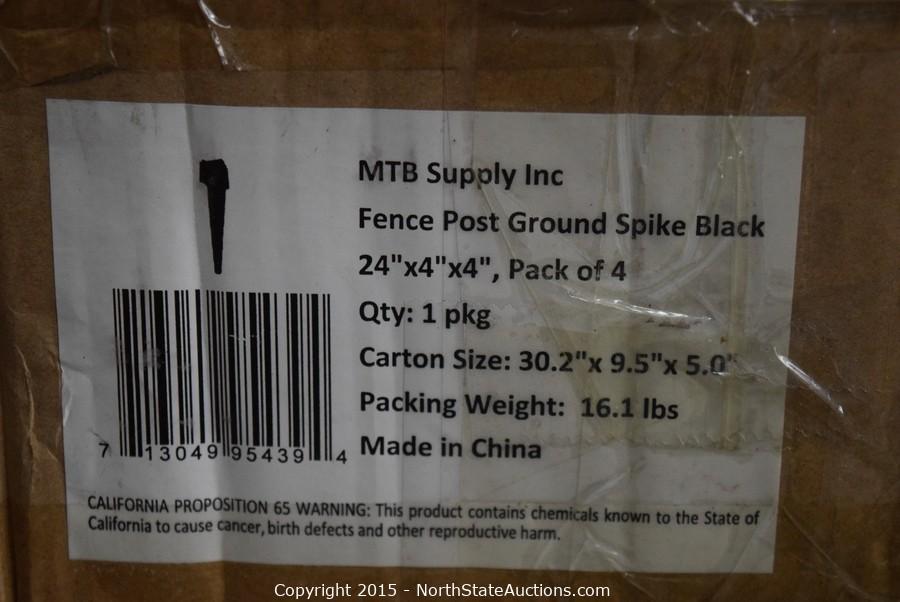 MTB Supply Inc
Fence Post Ground Spike Black
24"x4"x4", Pack of 4
Qty: 1 pkg
Carton Size: 30.2"x 9.5"x 5.0"
Packing Weight: 16.1 lbs
Made in China
7 13049 95439 4
CALIFORNIA PROPOSITION 65 WARNING: This product contains chemicals known to the State of
California to cause cancer, birth defects and other reproductive harm.
Copyright 2015 - NorthStateAuctions.com